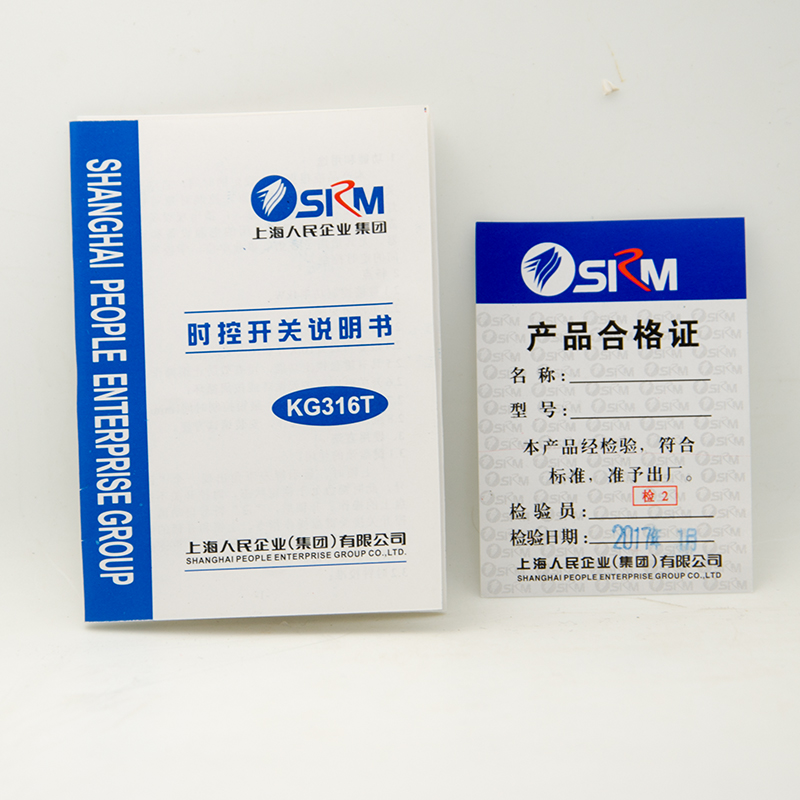 SHANGHAI PEOPLE ENTERPRISE GROUP
SIRM
上海人民企业集团
时控开关说明书
KG316T
上海人民企业(集团)有限公司
SHANGHAI PEOPLE ENTERPRISE GROUP CO.,LTD.
SIRM
产品合格证
名称:
型号:
本产品经检验,符合
标准,准予出厂。
检2
检验员:
检验日期: 2017年 1月
上海人民企业(集团)有限公司
SHANGHAI PEOPLE ENTERPRISE GROUP CO.,LTD